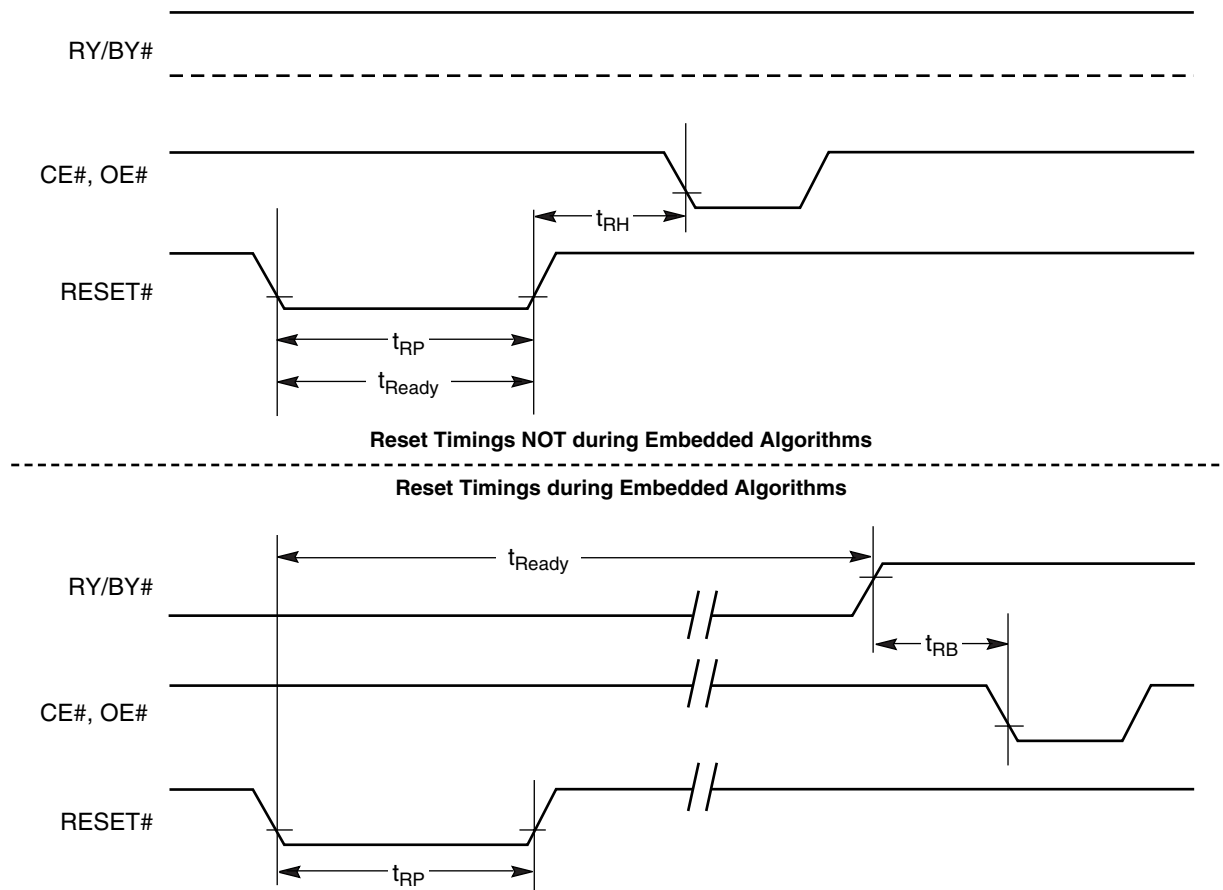 RY/BY#
CE#, OE#
tRH
RESET#
tRP
tReady
Reset Timings NOT during Embedded Algorithms
Reset Timings during Embedded Algorithms
tReady
RY/BY#
tRB
CE#, OE#
RESET#
tRP